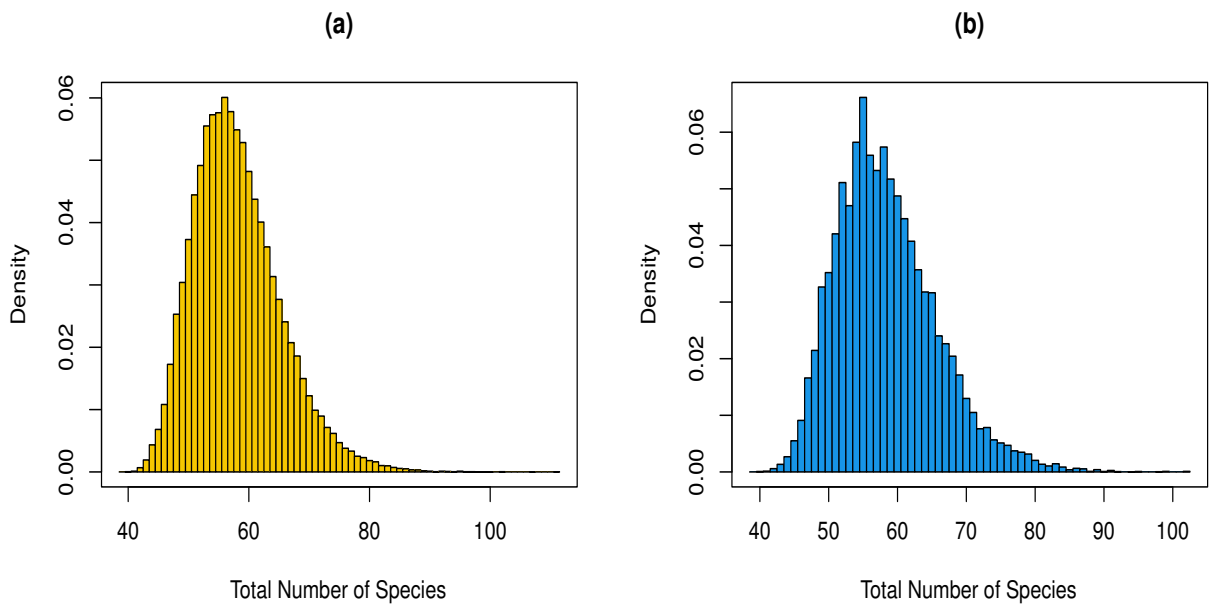 (a)
0.06
0.04
0.02
0.00
Density
40 60 80 100
Total Number of Species
(b)
0.06
0.04
0.02
0.00
Density
40 50 60 70 80 90 100
Total Number of Species